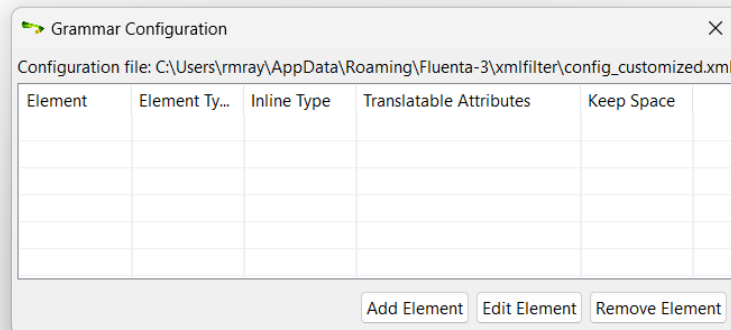 Grammar Configuration
Configuration file: C:\Users\rmray\AppData\Roaming\Fluenta-3\xmlfilter\config_customized.xml
Element Element Ty... Inline Type Translatable Attributes Keep Space
Add Element Edit Element Remove Element